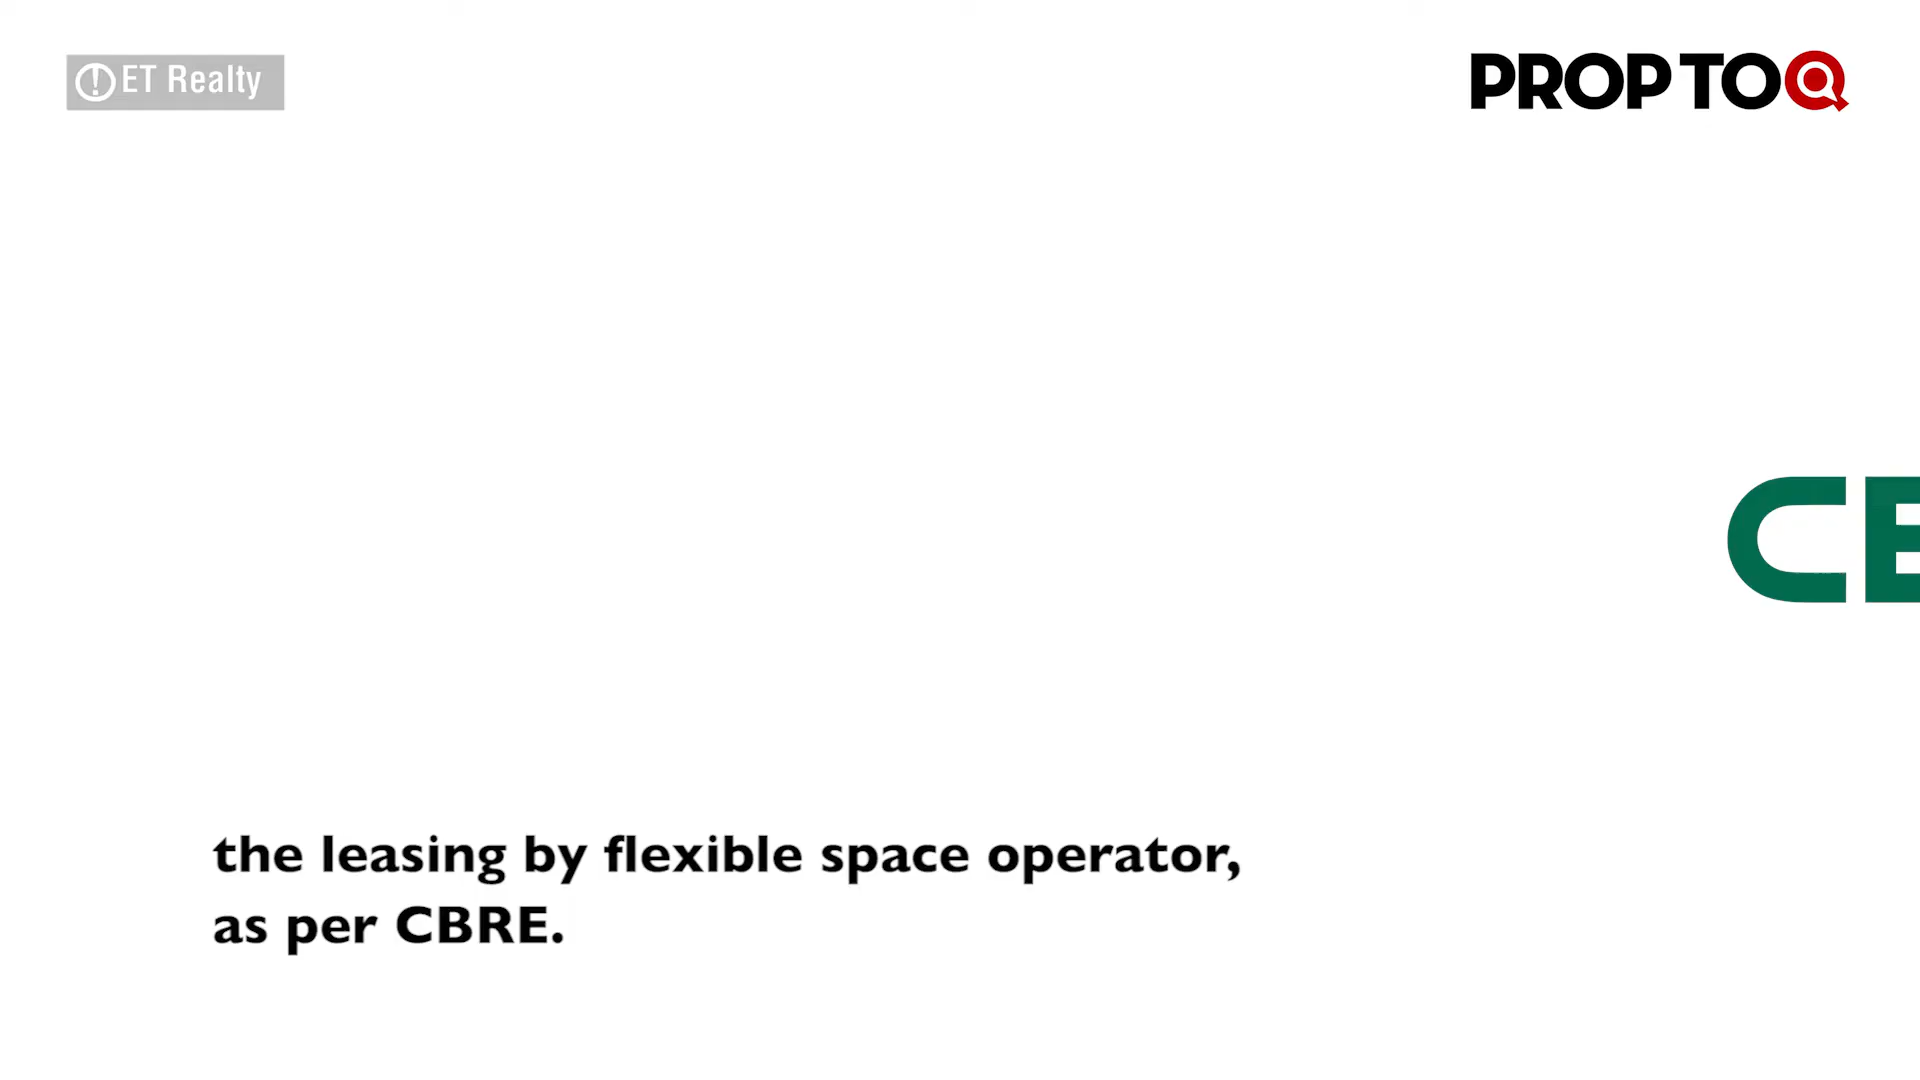 ET Realty
PROP TOQ
CB
the leasing by flexible space operator,
as per CBRE.